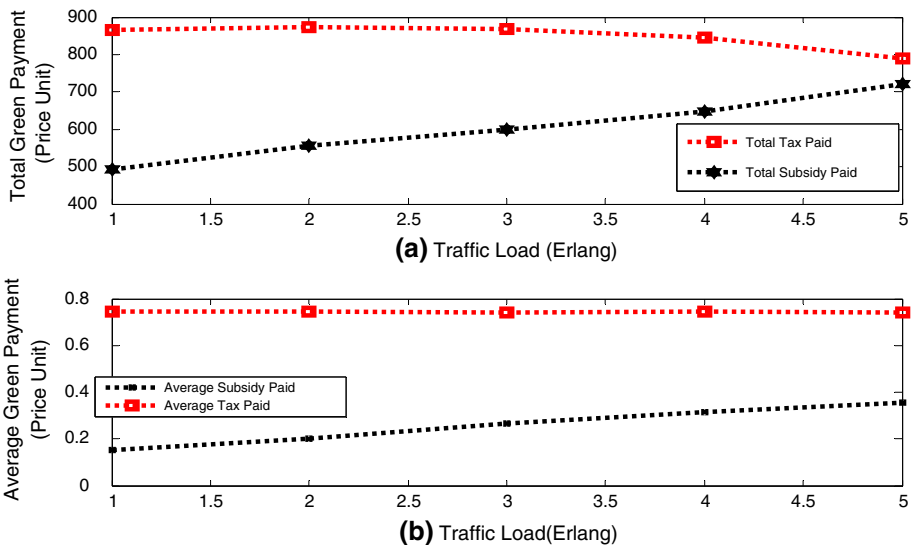 Total Green Payment
(Price Unit)
900
800
700
600
500
400
Total Tax Paid
Total Subsidy Paid
1 1.5 2 2.5 3 3.5 4 4.5 5
(a) Traffic Load (Erlang)
Average Green Payment
(Price Unit)
0.8
0.6
0.4
0.2
0
Average Subsidy Paid
Average Tax Paid
1 1.5 2 2.5 3 3.5 4 4.5 5
(b) Traffic Load(Erlang)